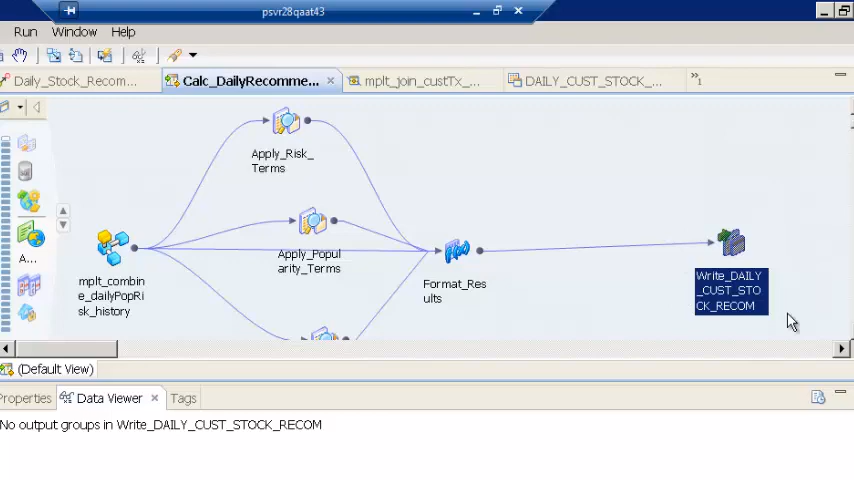 psvr28qaat43
Run Window Help
Daily_Stock_Recom...
Calc_DailyRecomme...
mplt_join_custTx_...
DAILY_CUST_STOCK_...
»1
Apply_Risk_
Terms
Apply_Popul
arity_Terms
A...
mplt_combin
e_dailyPopRi
sk_history
Format_Res
ults
Write_DAILY
_CUST_STO
CK_RECOM
(Default View)
Properties
Data Viewer
Tags
No output groups in Write_DAILY_CUST_STOCK_RECOM